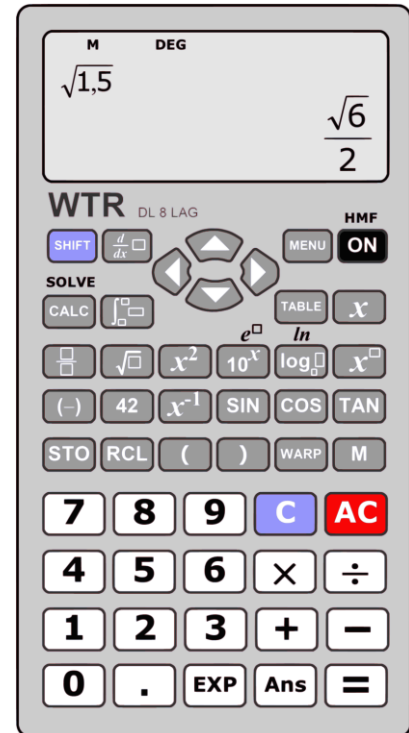 M DEG
√1,5
√6
2
WTR DL 8 LAG
HMF
SHIFT d/dx□ MENU ON
SOLVE
CALC ∫□ TABLE x
e□ ln
√□ x² 10ˣ log□ x□
(−) 42 x⁻¹ SIN COS TAN
STO RCL ( ) WARP M
7 8 9 C AC
4 5 6 × ÷
1 2 3 + −
0 . EXP Ans =